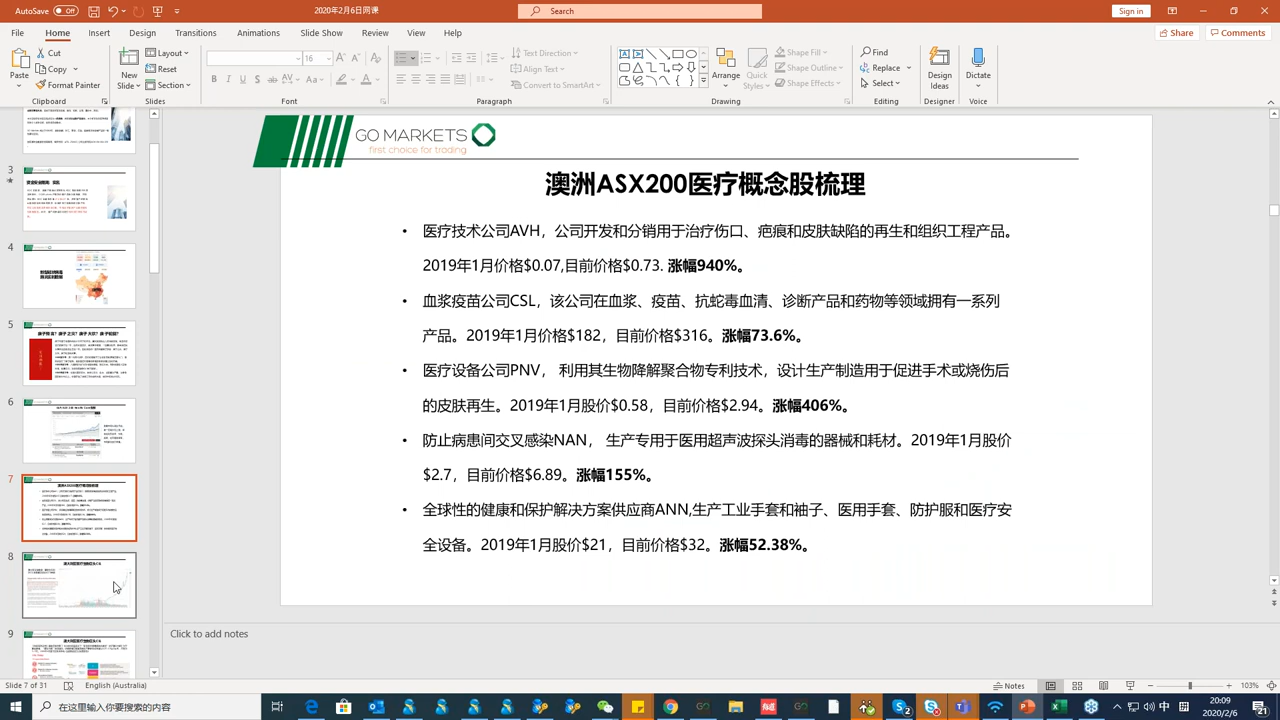 AutoSave
Off
2020年2月6日网课
Sign in
File
Home
Insert
Design
Transitions
Animations
Slide Show
Review
View
Help
Share
Comments
Paste
Cut
Copy
Format Painter
Clipboard
New
Slide
Layout
Reset
Section
Slides
16
Font
Text Direction
Align Text
Convert to SmartArt
Paragraph
Arrange
Quick
Styles
Shape Fill
Shape Outline
Shape Effects
Drawing
Find
Replace
Select
Editing
Design
Ideas
Designer
Dictate
Voice
3
4
5
6
8
9
GO MARKETS
first choice for trading
澳洲ASX200医疗概念股梳理
• 医疗技术公司AVH，公司开发和分销用于治疗伤口、疤痕和皮肤缺陷的再生和组织工程产品。
2019年1月价格$0.07,目前价格$0.73. 涨幅940%。
• 血浆疫苗公司CSL，该公司在血浆、疫苗、抗蛇毒血清、诊断产品和药物等领域拥有一系列
产品。2019年1月价格$182，目前价格$316。涨幅73.6%。
• 医疗设备公司PNV， 利用其生物降解聚合物专利技术，设计生产制造用于促进手术或烧伤后
的皮肤再生。2019年1月股价$0.58，目前价格$2.94。涨幅406%。
• 防止病患间交叉感染NAN， 生产专用于医用超声波探头消毒的器械和耗材。2019年1月股价
$2.7，目前价格$6.89。涨幅155%。
• 全球性的健康和保护解决方案供应商ANN,生产工业手套和靴子、医用手套、防护服和医疗安
全设备。2019年1月股价$21，目前价格$32。涨幅52.38%。
Click to add notes
Slide 7 of 31
English (Australia)
Notes
103%
在这里输入你要搜索的内容
20:09
2020/2/6